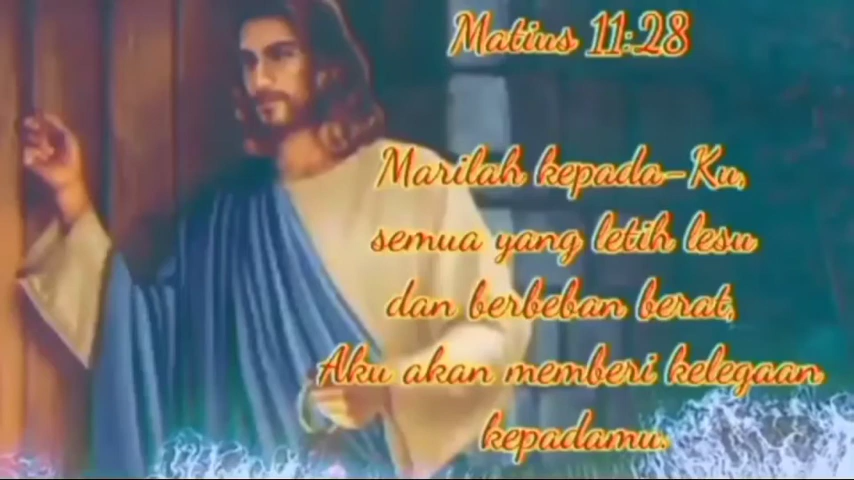 Matius 11:28
Marilah kepada-Ku,
semua yang letih lesu
dan berbeban berat,
Aku akan memberi kelegaan
kepadamu.